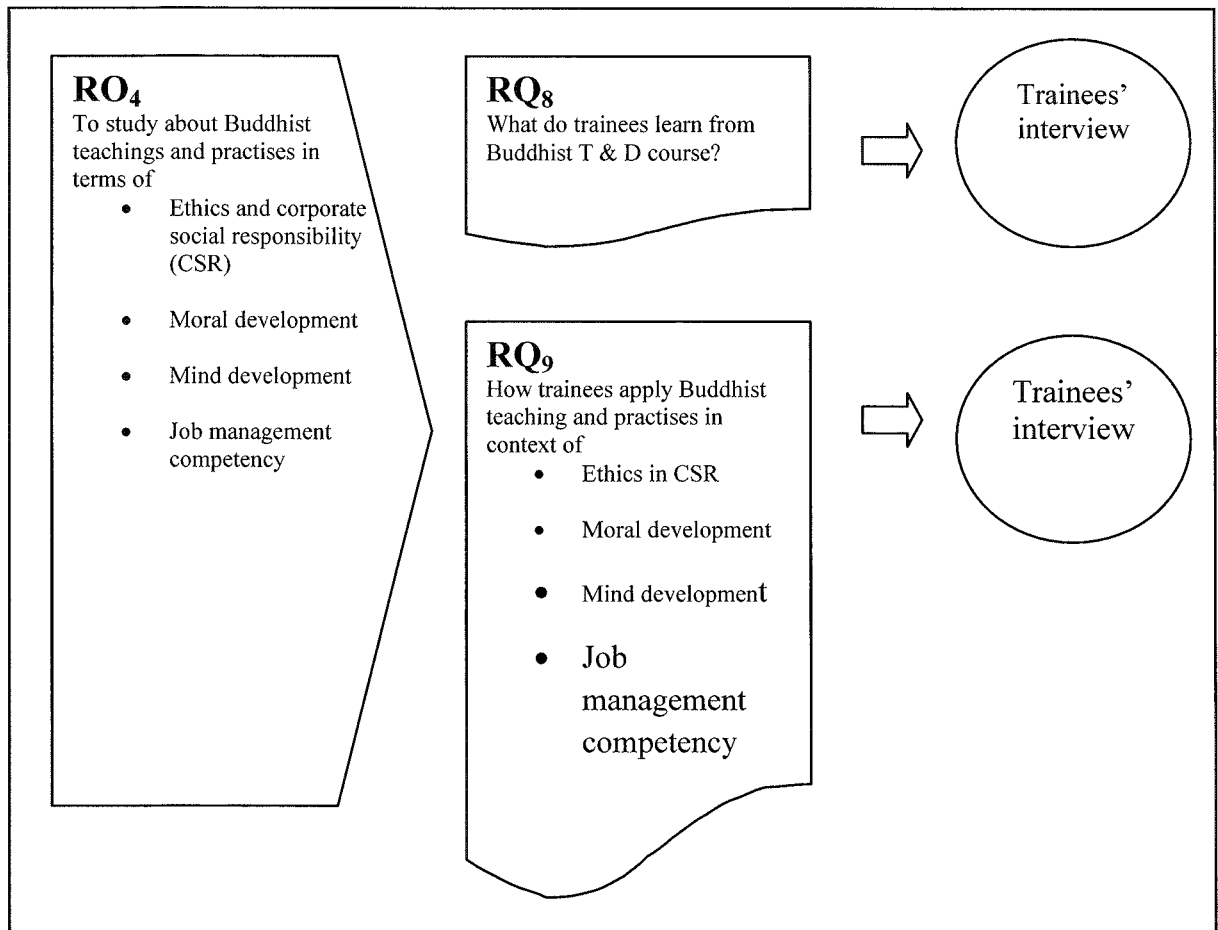 RO₄
To study about Buddhist
teachings and practises in
terms of
• Ethics and corporate
social responsibility
(CSR)
• Moral development
• Mind development
• Job management
competency
RQ₈
What do trainees learn from
Buddhist T & D course?
Trainees’
interview
RQ₉
How trainees apply Buddhist
teaching and practises in
context of
• Ethics in CSR
• Moral development
• Mind development
• Job
management
competency
Trainees’
interview